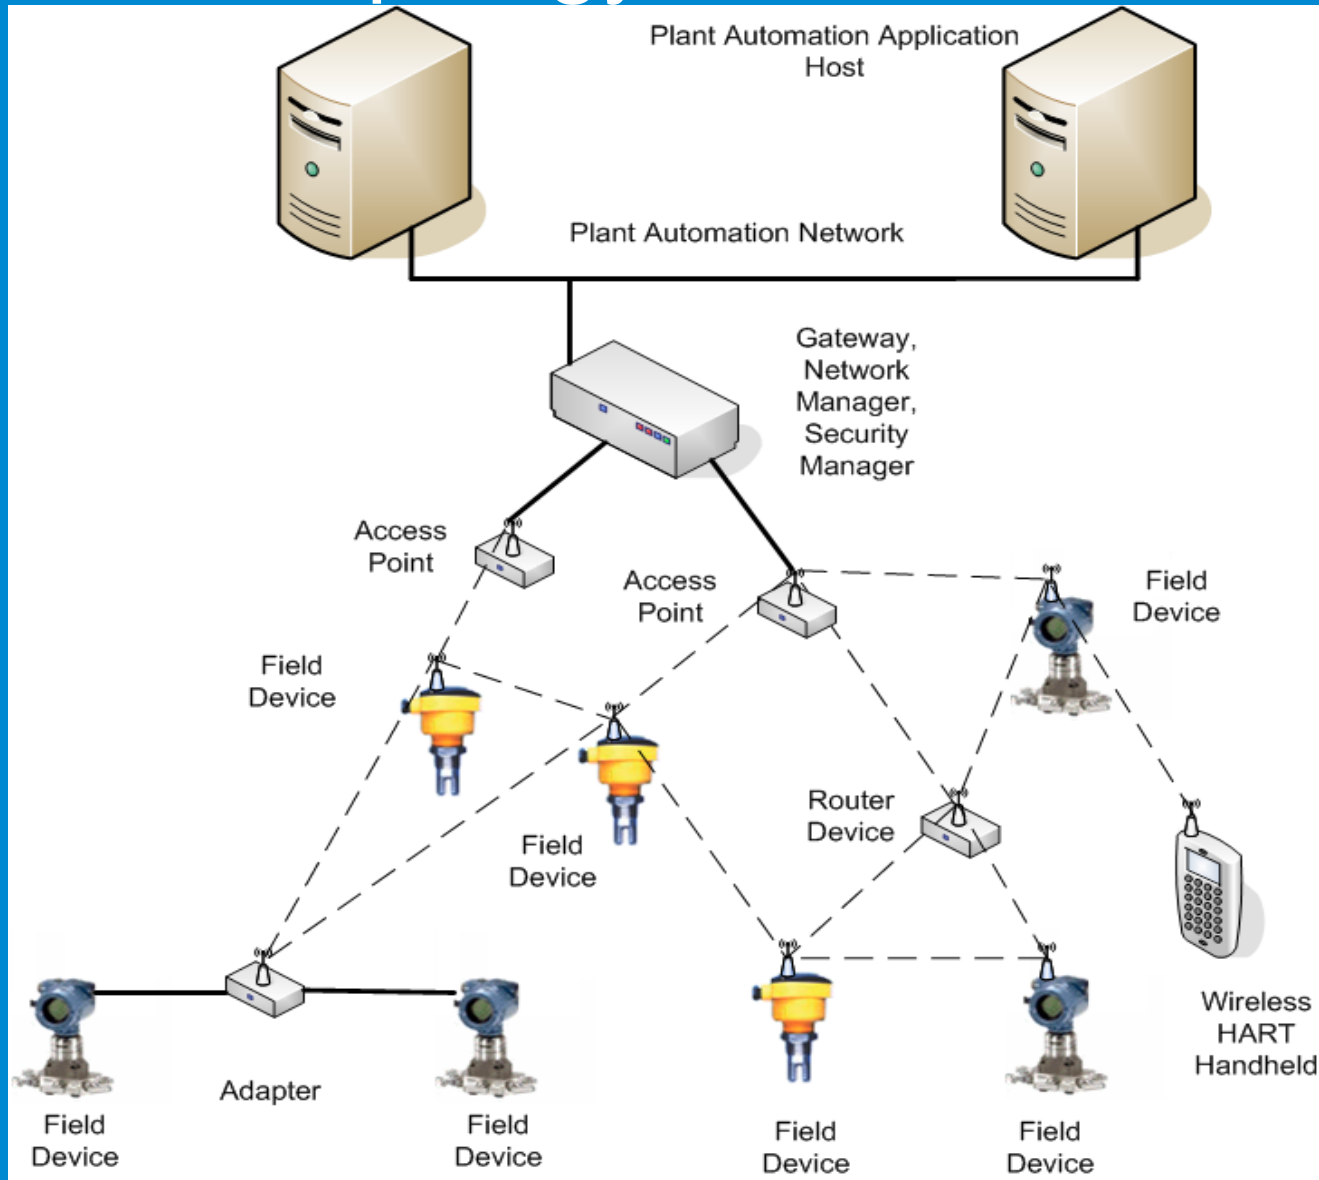 Plant Automation Application
Host
Plant Automation Network
Gateway,
Network
Manager,
Security
Manager
Access
Point
Access
Point
Field
Device
Field
Device
Field
Device
Router
Device
Wireless
HART
Handheld
Adapter
Field
Device
Field
Device
Field
Device
Field
Device